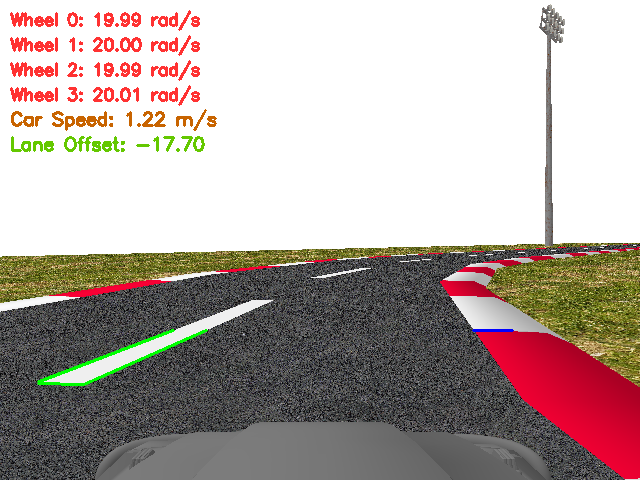 Wheel 0: 19.99 rad/s
Wheel 1: 20.00 rad/s
Wheel 2: 19.99 rad/s
Wheel 3: 20.01 rad/s
Car Speed: 1.22 m/s
Lane Offset: -17.70